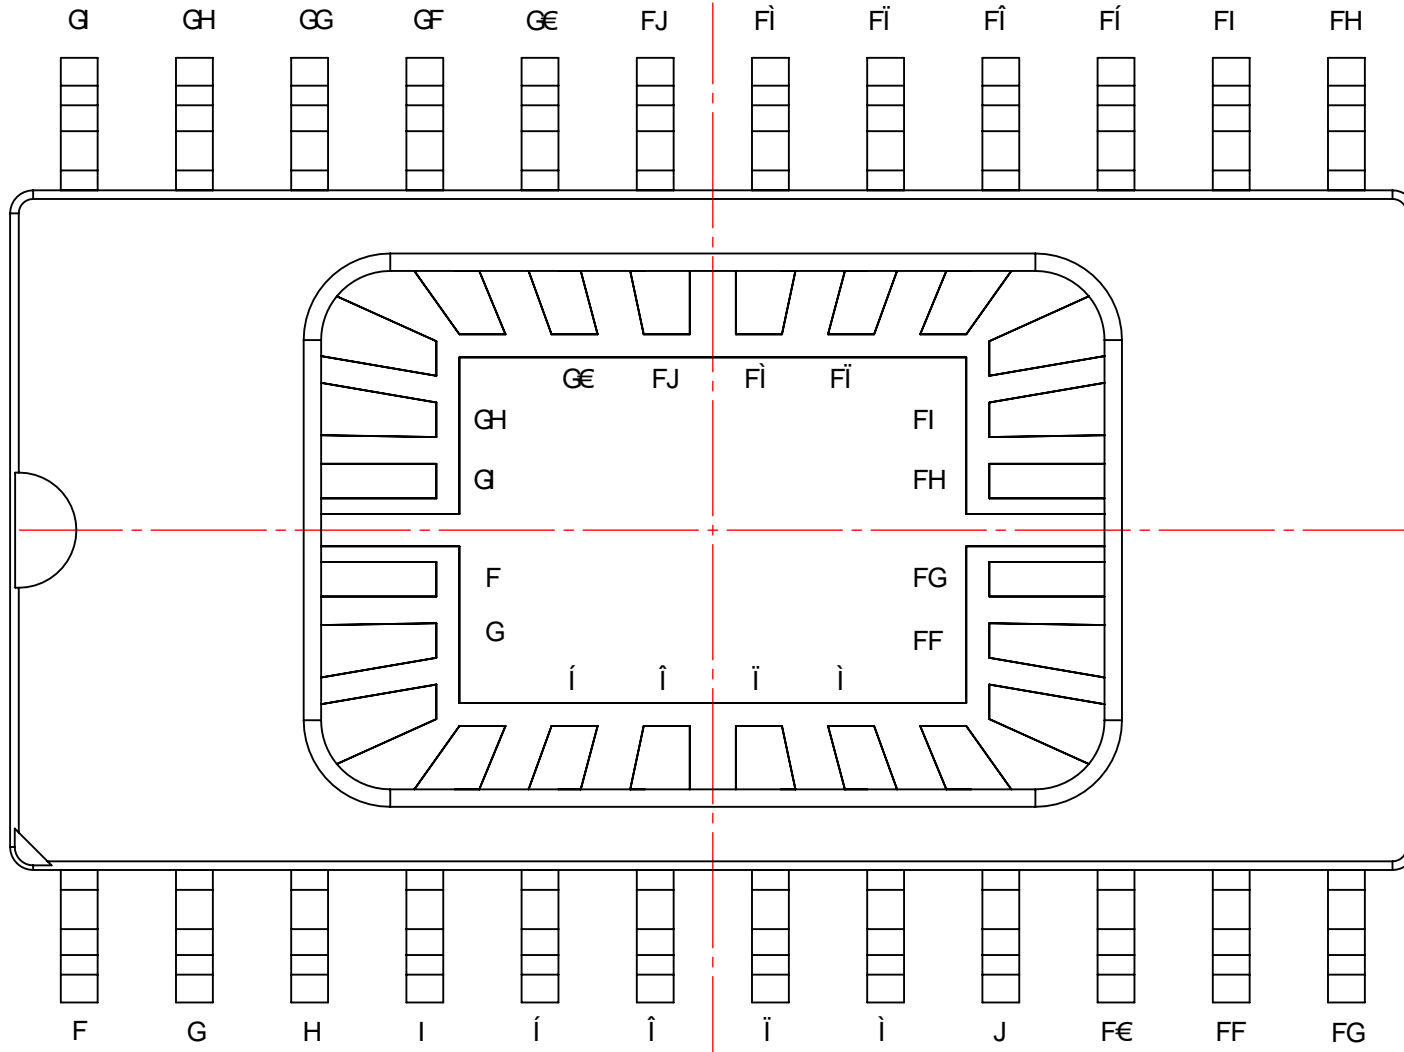 GI GH GG GF G€ FJ FÌ FÏ FÎ FÍ FI FH
G€ FJ FÌ FÏ
GH FI
GI FH
F FG
G FF
Í Î Ï Ì
F G H I Í Î Ï Ì J F€ FF FG